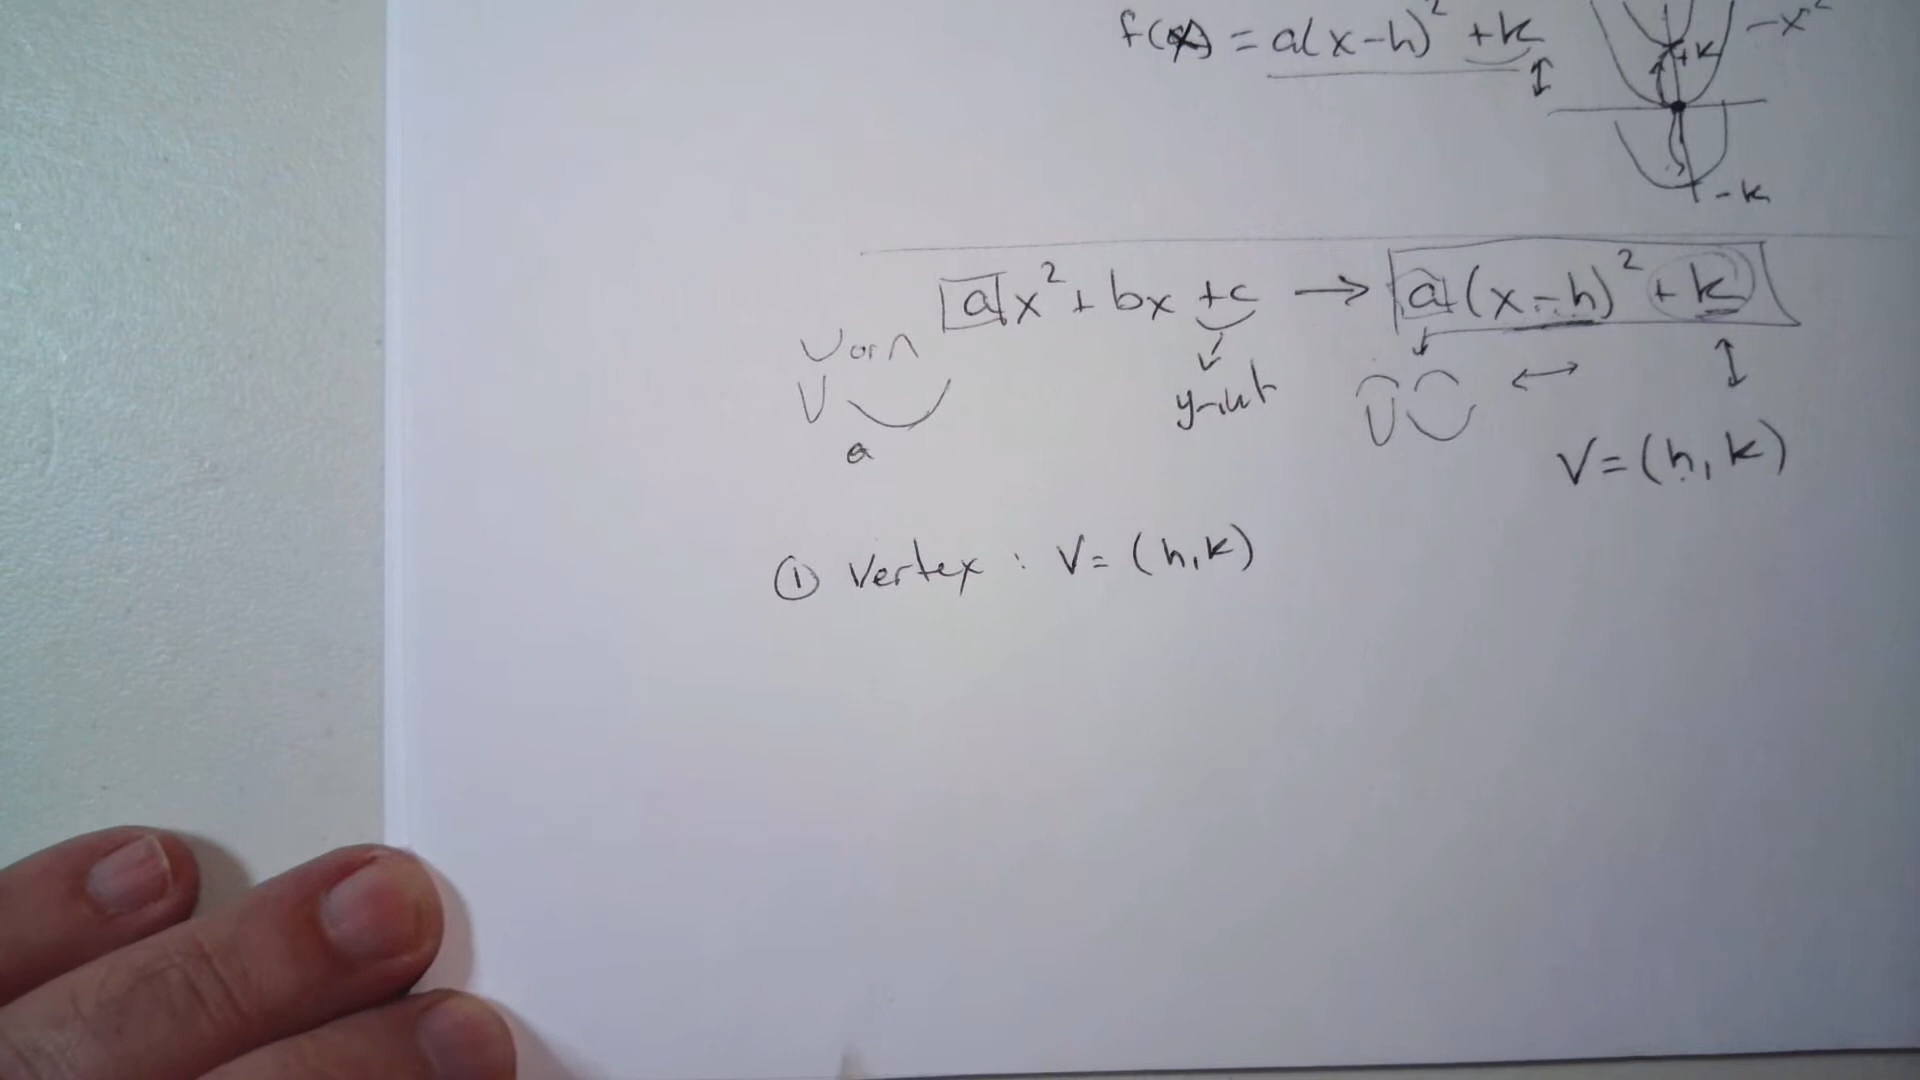 f(x) = a(x-h)² +k
-x²
+k
-k
ax² + bx +c → a(x-h)² +k
∪ or ∩
y-int
a
V=(h,k)
① Vertex : V= (h,k)